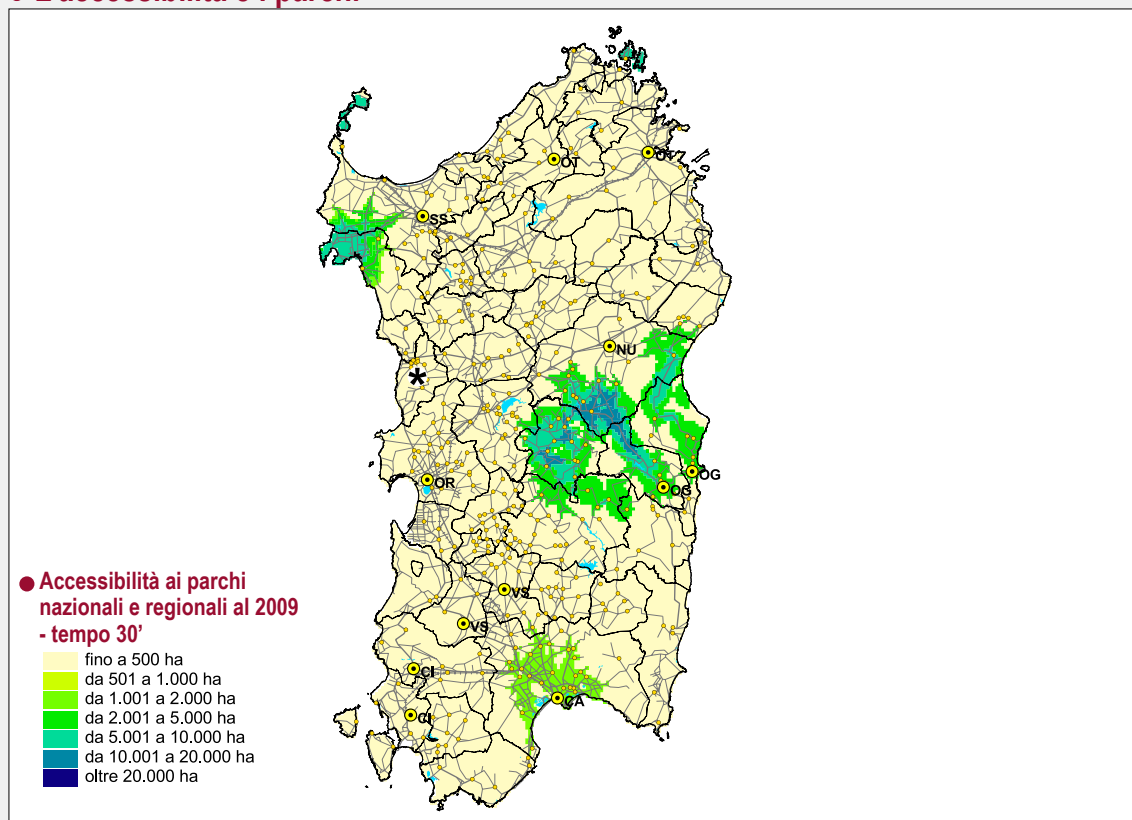 OT
OT
SS
NU
*
OG
OG
OR
VS
VS
CI
CI
CA
Accessibilità ai parchi
nazionali e regionali al 2009
- tempo 30'
fino a 500 ha
da 501 a 1.000 ha
da 1.001 a 2.000 ha
da 2.001 a 5.000 ha
da 5.001 a 10.000 ha
da 10.001 a 20.000 ha
oltre 20.000 ha